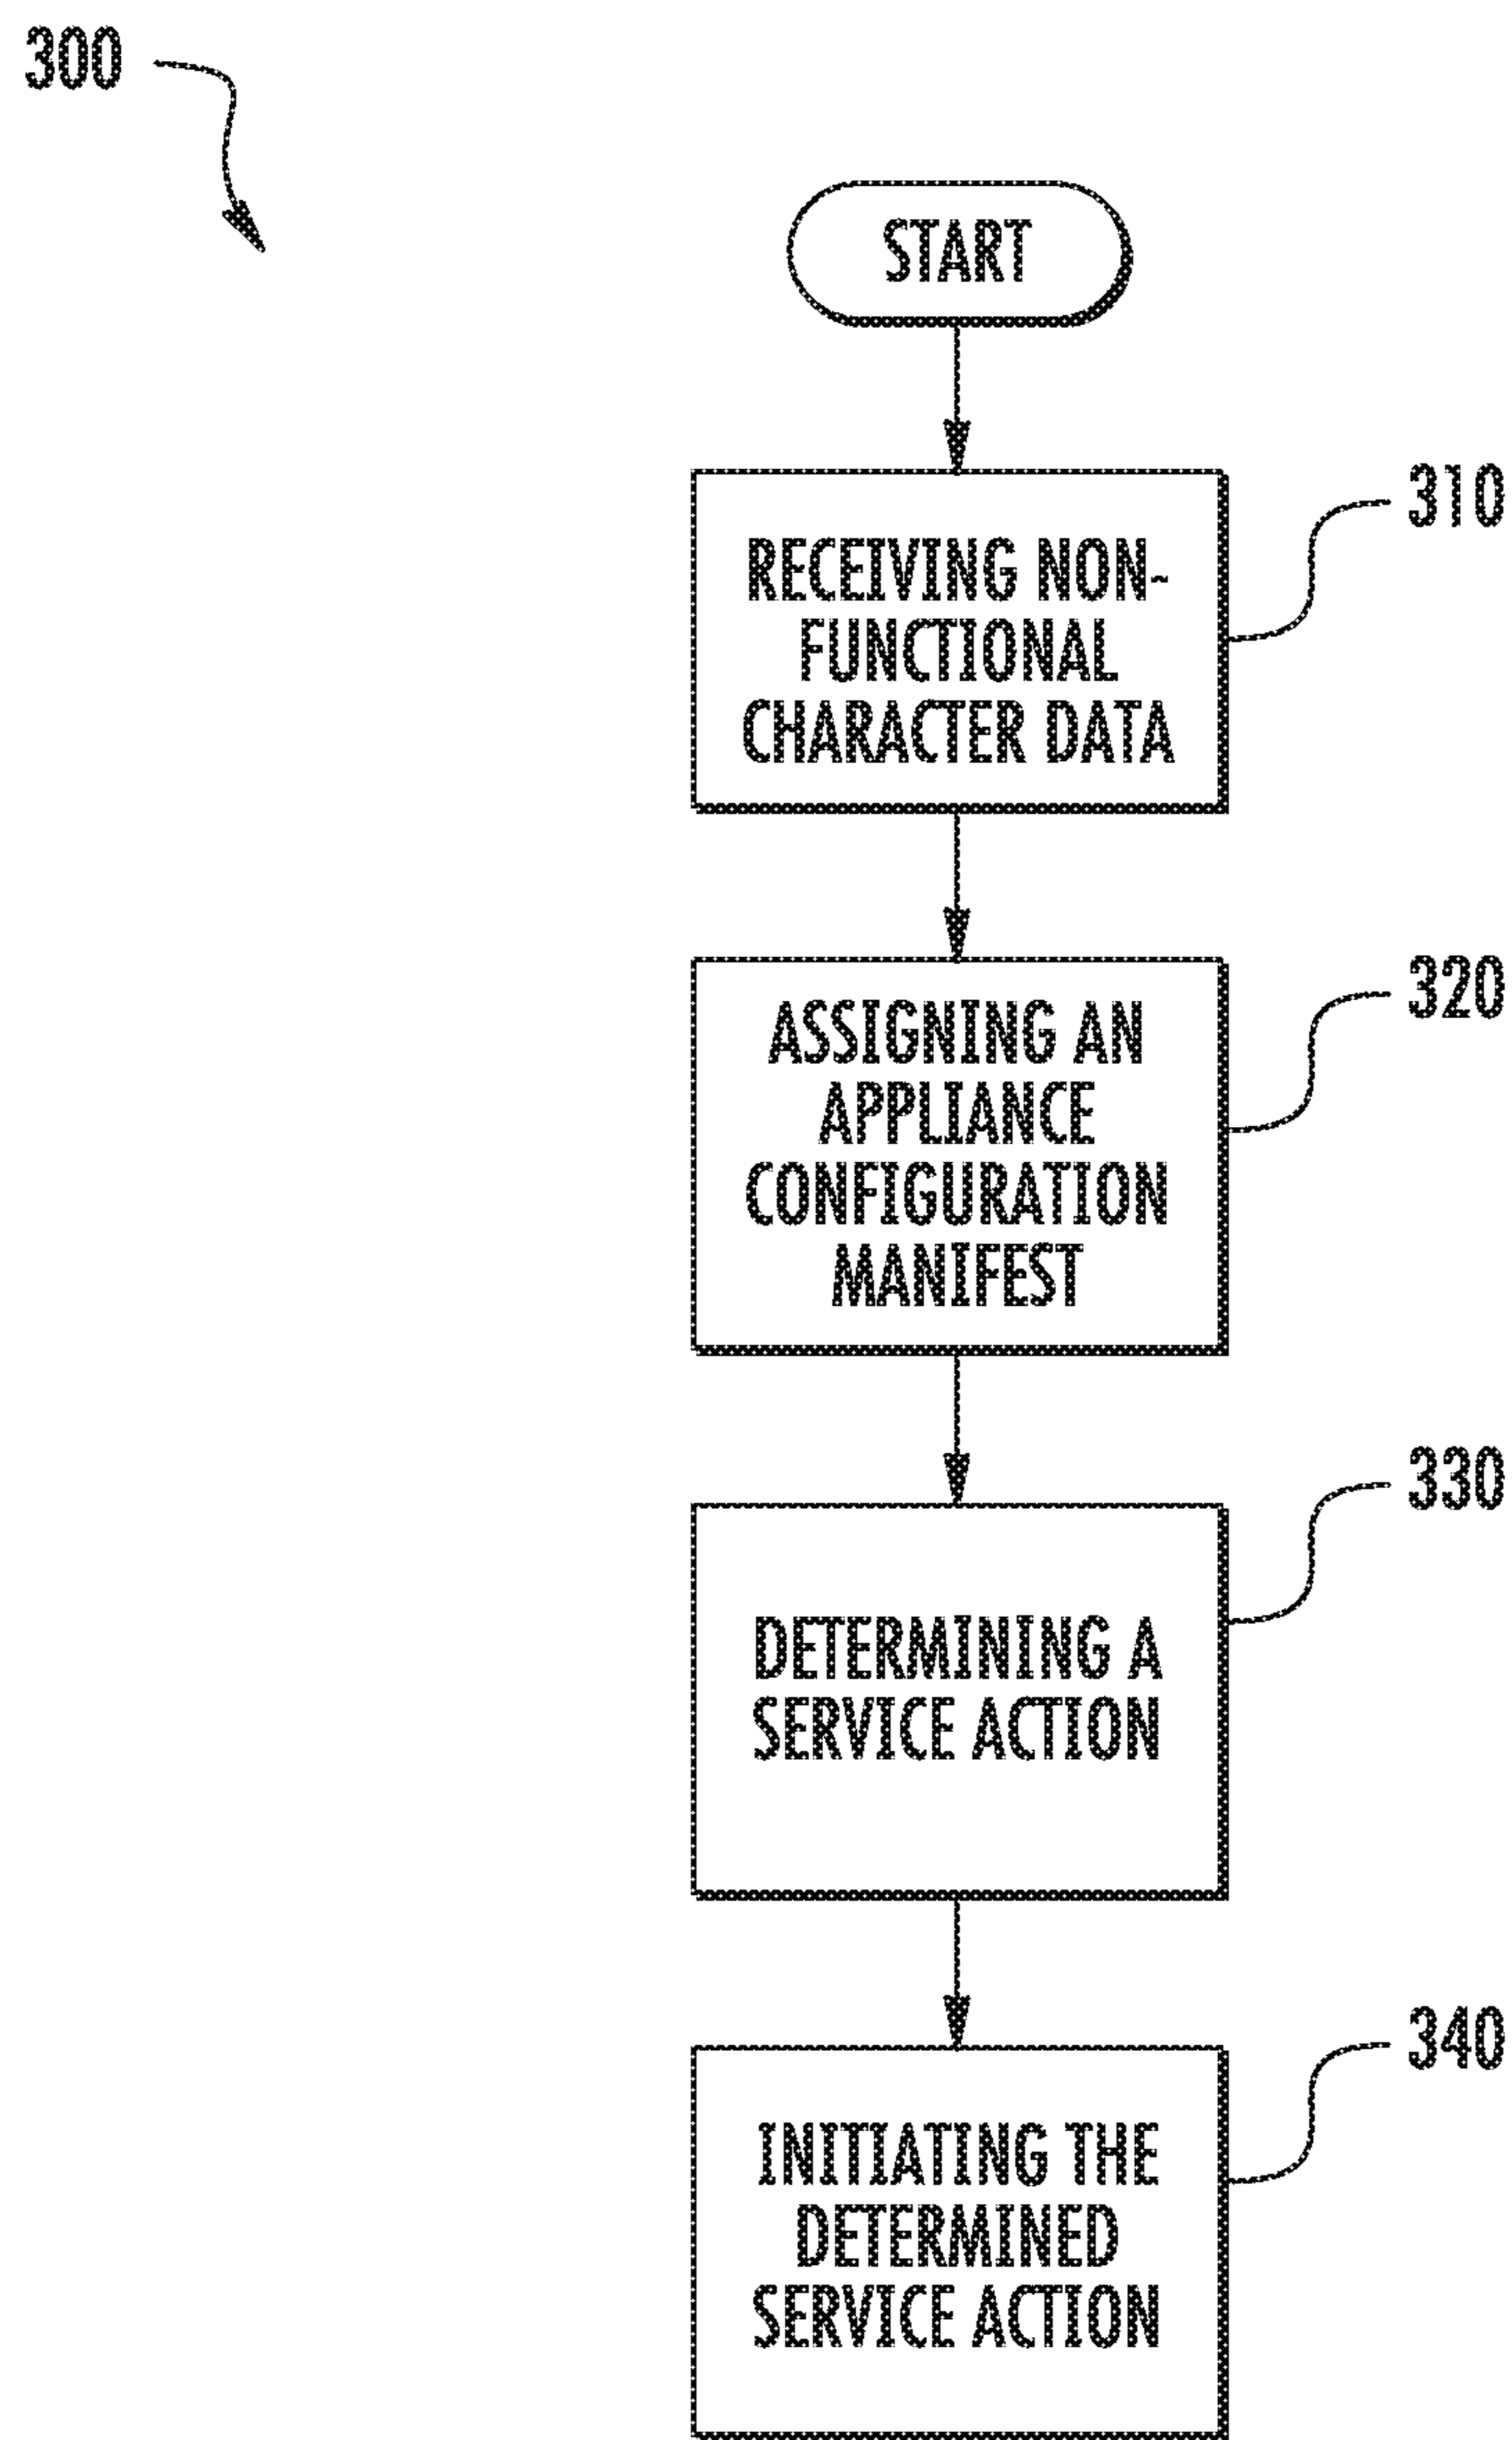 300
START
310
RECEIVING NON-
FUNCTIONAL
CHARACTER DATA
320
ASSIGNING AN
APPLIANCE
CONFIGURATION
MANIFEST
330
DETERMINING A
SERVICE ACTION
340
INITIATING THE
DETERMINED
SERVICE ACTION